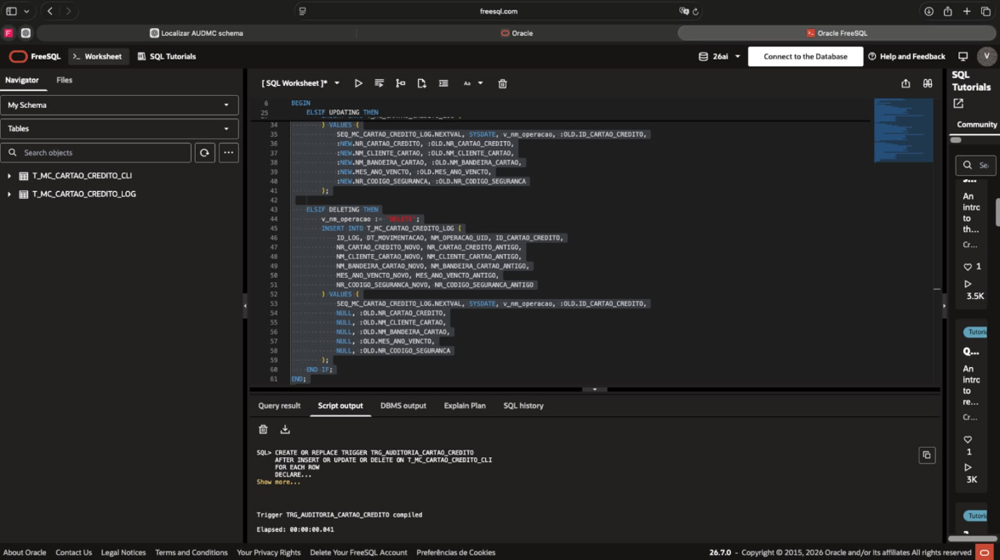 freesql.com
F
Localizar AUDMC schema
Oracle
Oracle FreeSQL
FreeSQL
Worksheet
SQL Tutorials
26ai
Connect to the Database
Help and Feedback
V
Navigator
Files
My Schema
Tables
Search objects
T_MC_CARTAO_CREDITO_CLI
T_MC_CARTAO_CREDITO_LOG
[ SQL Worksheet ]*
Aa
6 BEGIN
25 ELSIF UPDATING THEN
34 ) VALUES (
35 SEQ_MC_CARTAO_CREDITO_LOG.NEXTVAL, SYSDATE, v_nm_operacao, :OLD.ID_CARTAO_CREDITO,
36 :NEW.NR_CARTAO_CREDITO, :OLD.NR_CARTAO_CREDITO,
37 :NEW.NM_CLIENTE_CARTAO, :OLD.NM_CLIENTE_CARTAO,
38 :NEW.NM_BANDEIRA_CARTAO, :OLD.NM_BANDEIRA_CARTAO,
39 :NEW.MES_ANO_VENCTO, :OLD.MES_ANO_VENCTO,
40 :NEW.NR_CODIGO_SEGURANCA, :OLD.NR_CODIGO_SEGURANCA
41 );
42
43 ELSIF DELETING THEN
44 v_nm_operacao := 'DELETE';
45 INSERT INTO T_MC_CARTAO_CREDITO_LOG (
46 ID_LOG, DT_MOVIMENTACAO, NM_OPERACAO_UID, ID_CARTAO_CREDITO,
47 NR_CARTAO_CREDITO_NOVO, NR_CARTAO_CREDITO_ANTIGO,
48 NM_CLIENTE_CARTAO_NOVO, NM_CLIENTE_CARTAO_ANTIGO,
49 NM_BANDEIRA_CARTAO_NOVO, NM_BANDEIRA_CARTAO_ANTIGO,
50 MES_ANO_VENCTO_NOVO, MES_ANO_VENCTO_ANTIGO,
51 NR_CODIGO_SEGURANCA_NOVO, NR_CODIGO_SEGURANCA_ANTIGO
52 ) VALUES (
53 SEQ_MC_CARTAO_CREDITO_LOG.NEXTVAL, SYSDATE, v_nm_operacao, :OLD.ID_CARTAO_CREDITO,
54 NULL, :OLD.NR_CARTAO_CREDITO,
55 NULL, :OLD.NM_CLIENTE_CARTAO,
56 NULL, :OLD.NM_BANDEIRA_CARTAO,
57 NULL, :OLD.MES_ANO_VENCTO,
58 NULL, :OLD.NR_CODIGO_SEGURANCA
59 );
60 END IF;
61 END;
Query result
Script output
DBMS output
Explain Plan
SQL history
SQL> CREATE OR REPLACE TRIGGER TRG_AUDITORIA_CARTAO_CREDITO
AFTER INSERT OR UPDATE OR DELETE ON T_MC_CARTAO_CREDITO_CLI
FOR EACH ROW
DECLARE...
Show more...
Trigger TRG_AUDITORIA_CARTAO_CREDITO compiled
Elapsed: 00:00:00.041
SQL
Tutorials
Community
Se
An
intro
to
th...
Cr...
1
3.5K
Tutoria
Q...
An
intro
to
re...
Cr...
1
3K
Tutoria
About Oracle
Contact Us
Legal Notices
Terms and Conditions
Your Privacy Rights
Delete Your FreeSQL Account
Preferências de Cookies
26.7.0 - Copyright © 2015, 2026 Oracle and/or its affiliates All rights reserved